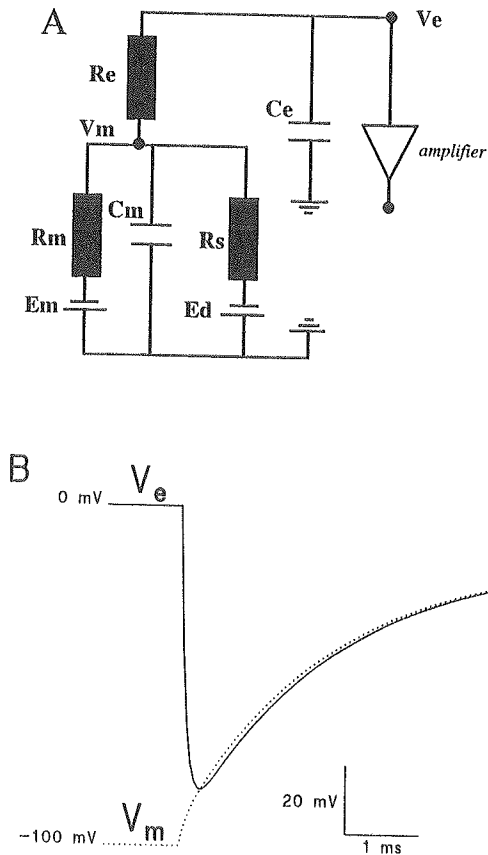 A
Ve
Re
Ce
Vm
amplifier
Cm
Rm
Rs
Em
Ed
B
Ve
0 mV
20 mV
Vm
-100 mV
1 ms